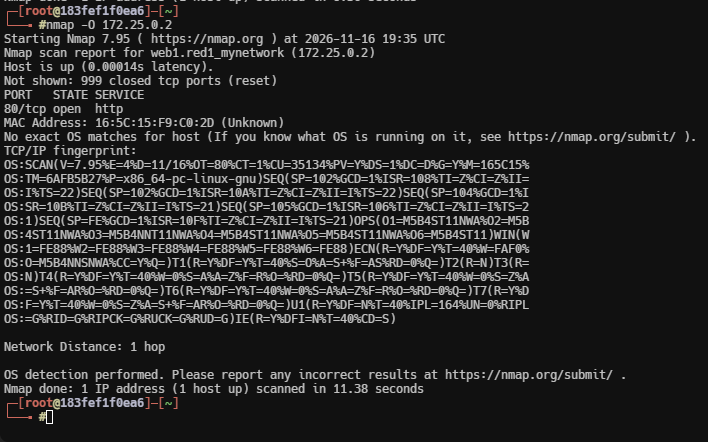 ┌─[root@183fef1f0ea6]─[~]
└──╼ #nmap -O 172.25.0.2
Starting Nmap 7.95 ( https://nmap.org ) at 2026-11-16 19:35 UTC
Nmap scan report for web1.red1_mynetwork (172.25.0.2)
Host is up (0.00014s latency).
Not shown: 999 closed tcp ports (reset)
PORT   STATE SERVICE
80/tcp open  http
MAC Address: 16:5C:15:F9:C0:2D (Unknown)
No exact OS matches for host (If you know what OS is running on it, see https://nmap.org/submit/ ).
TCP/IP fingerprint:
OS:SCAN(V=7.95%E=4%D=11/16%OT=80%CT=1%CU=35134%PV=Y%DS=1%DC=D%G=Y%M=165C15%
OS:TM=6AFB5B27%P=x86_64-pc-linux-gnu)SEQ(SP=102%GCD=1%ISR=108%TI=Z%CI=Z%II=
OS:I%TS=22)SEQ(SP=102%GCD=1%ISR=10A%TI=Z%CI=Z%II=I%TS=22)SEQ(SP=104%GCD=1%I
OS:SR=10B%TI=Z%CI=Z%II=I%TS=21)SEQ(SP=105%GCD=1%ISR=106%TI=Z%CI=Z%II=I%TS=2
OS:1)SEQ(SP=FE%GCD=1%ISR=10F%TI=Z%CI=Z%II=I%TS=21)OPS(O1=M5B4ST11NWA%O2=M5B
OS:4ST11NWA%O3=M5B4NNT11NWA%O4=M5B4ST11NWA%O5=M5B4ST11NWA%O6=M5B4ST11)WIN(W
OS:1=FE88%W2=FE88%W3=FE88%W4=FE88%W5=FE88%W6=FE88)ECN(R=Y%DF=Y%T=40%W=FAF0%
OS:O=M5B4NNSNWA%CC=Y%Q=)T1(R=Y%DF=Y%T=40%S=O%A=S+%F=AS%RD=0%Q=)T2(R=N)T3(R=
OS:N)T4(R=Y%DF=Y%T=40%W=0%S=A%A=Z%F=R%O=%RD=0%Q=)T5(R=Y%DF=Y%T=40%W=0%S=Z%A
OS:=S+%F=AR%O=%RD=0%Q=)T6(R=Y%DF=Y%T=40%W=0%S=A%A=Z%F=R%O=%RD=0%Q=)T7(R=Y%D
OS:F=Y%T=40%W=0%S=Z%A=S+%F=AR%O=%RD=0%Q=)U1(R=Y%DF=N%T=40%IPL=164%UN=0%RIPL
OS:=G%RID=G%RIPCK=G%RUCK=G%RUD=G)IE(R=Y%DFI=N%T=40%CD=S)
Network Distance: 1 hop
OS detection performed. Please report any incorrect results at https://nmap.org/submit/ .
Nmap done: 1 IP address (1 host up) scanned in 11.38 seconds
┌─[root@183fef1f0ea6]─[~]
└──╼ #